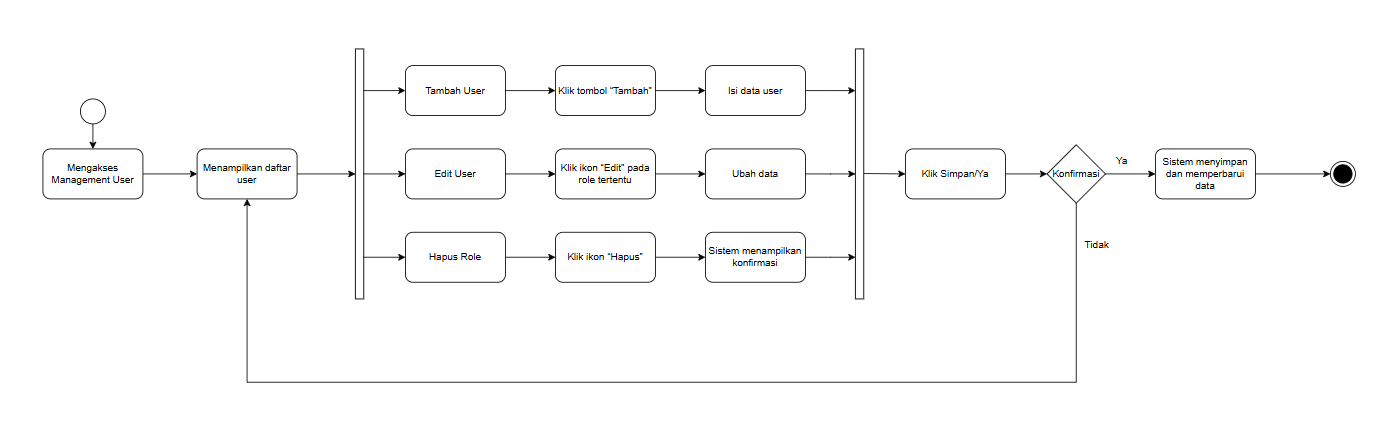 Mengakses
Management User
Menampilkan daftar
user
Tambah User
Klik tombol "Tambah"
Isi data user
Edit User
Klik ikon "Edit" pada
role tertentu
Ubah data
Hapus Role
Klik ikon "Hapus"
Sistem menampilkan
konfirmasi
Klik Simpan/Ya
Konfirmasi
Ya
Tidak
Sistem menyimpan
dan memperbarui
data